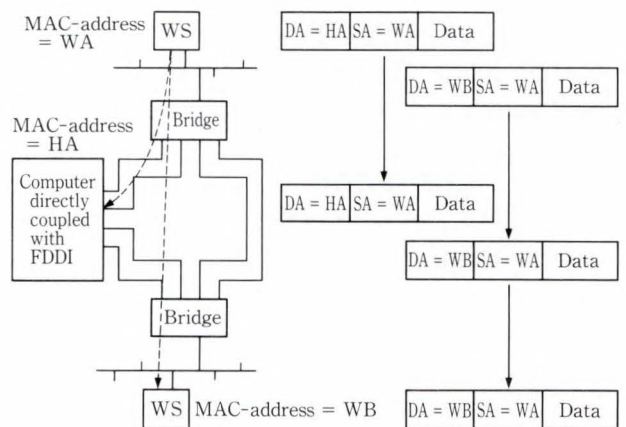 MAC-address
= WA
WS
DA = HA SA = WA Data
DA = WB SA = WA Data
Bridge
MAC-address
= HA
Computer
directly
coupled
with
FDDI
DA = HA SA = WA Data
DA = WB SA = WA Data
Bridge
WS MAC-address = WB
DA = WB SA = WA Data